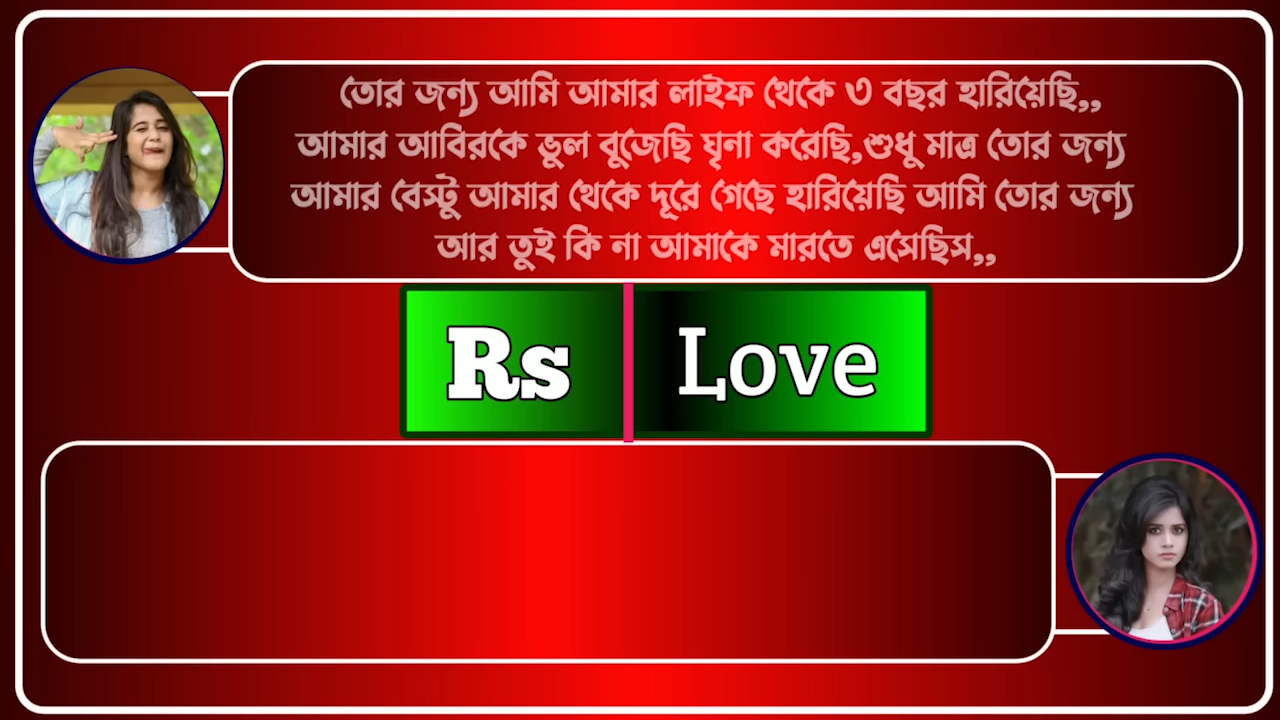 তোর জন্য আমি আমার লাইফ থেকে ৩ বছর হারিয়েছি,,
আমার আবিরকে ভুল বুজেছি ঘৃনা করেছি,শুধু মাত্র তোর জন্য
আমার বেস্টু আমার থেকে দূরে গেছে হারিয়েছি আমি তোর জন্য
আর তুই কি না আমাকে মারতে এসেছিস,,
Rs Love